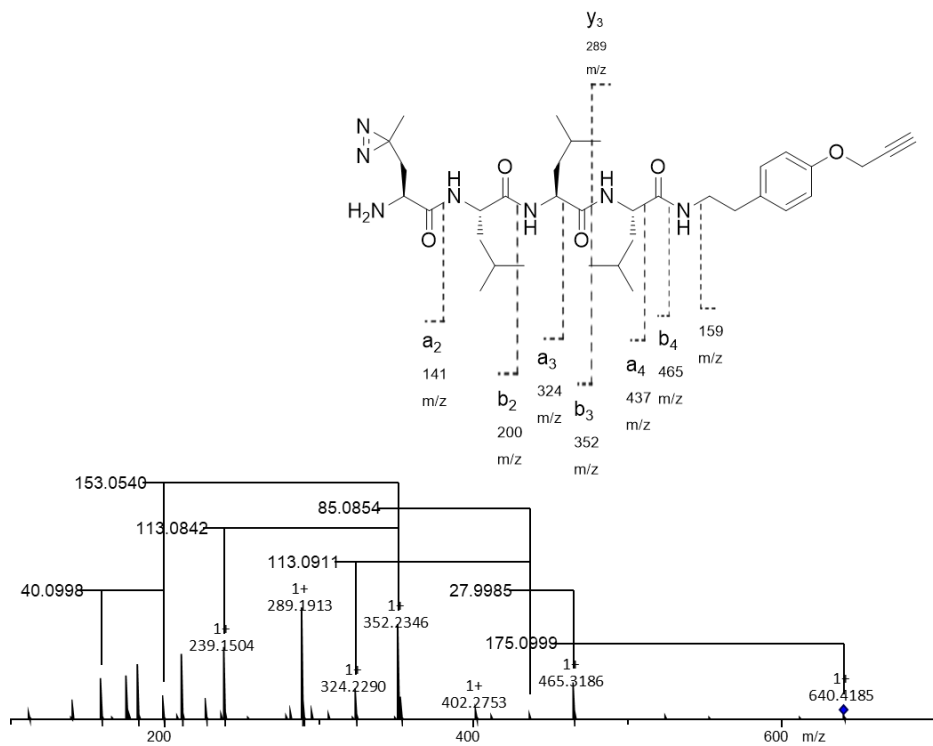 y3
289
m/z
N
N
H2N
O
H
N
O
N
H
O
H
N
O
N
H
O
a2
141
m/z
b2
200
m/z
a3
324
m/z
b3
352
m/z
a4
437
m/z
b4
465
m/z
159
m/z
153.0540
85.0854
113.0842
113.0911
40.0998
27.9985
175.0999
1+
289.1913
1+
352.2346
1+
239.1504
1+
324.2290
1+
402.2753
1+
465.3186
1+
640.4185
200
400
600
m/z